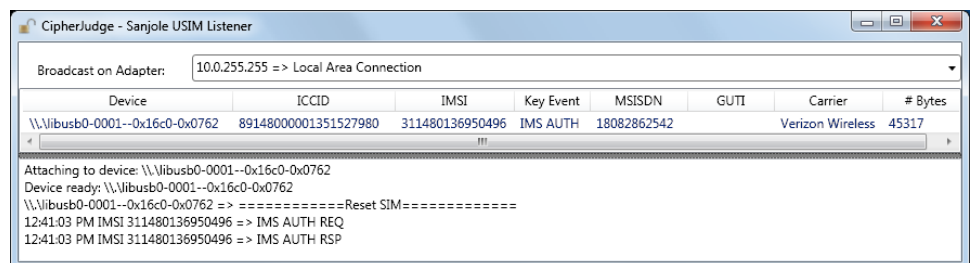 CipherJudge - Sanjole USIM Listener
Broadcast on Adapter: 10.0.255.255 => Local Area Connection
Device ICCID IMSI Key Event MSISDN GUTI Carrier # Bytes
\\.\libusb0-0001--0x16c0-0x0762 89148000001351527980 311480136950496 IMS AUTH 18082862542 Verizon Wireless 45317
Attaching to device: \\.\libusb0-0001--0x16c0-0x0762
Device ready: \\.\libusb0-0001--0x16c0-0x0762
\\.\libusb0-0001--0x16c0-0x0762 => ============Reset SIM=============
12:41:03 PM IMSI 311480136950496 => IMS AUTH REQ
12:41:03 PM IMSI 311480136950496 => IMS AUTH RSP